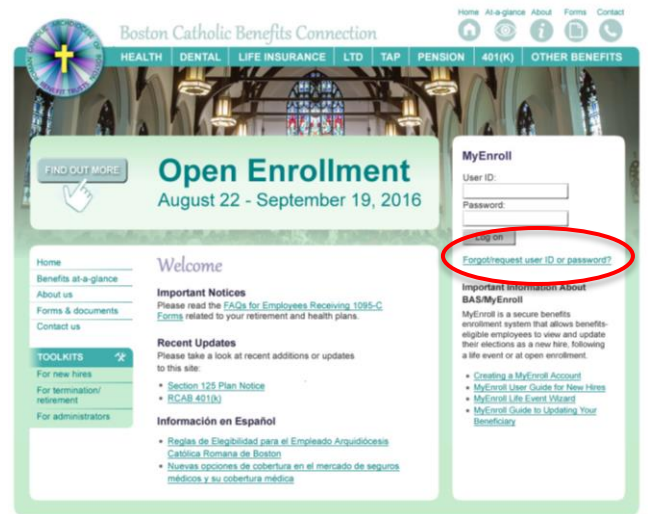 Home At-a-glance About Forms Contact
Boston Catholic Benefits Connection
ROMAN CATHOLIC ARCHDIOCESE OF BOSTON
BENEFIT TRUSTS
HEALTH DENTAL LIFE INSURANCE LTD TAP PENSION 401(K) OTHER BENEFITS
FIND OUT MORE
Open Enrollment
August 22 - September 19, 2016
MyEnroll
User ID:
Password:
Log on
Forgot/request user ID or password?
Important Information About
BAS/MyEnroll
MyEnroll is a secure benefits
enrollment system that allows benefits-
eligible employees to view and update
their elections as a new hire, following
a life event or at open enrollment.
• Creating a MyEnroll Account
• MyEnroll User Guide for New Hires
• MyEnroll Life Event Wizard
• MyEnroll Guide to Updating Your
Beneficiary
Home
Benefits at-a-glance
About us
Forms & documents
Contact us
TOOLKITS
For new hires
For termination/
retirement
For administrators
Welcome
Important Notices
Please read the FAQs for Employees Receiving 1095-C
Forms related to your retirement and health plans.
Recent Updates
Please take a look at recent additions or updates
to this site:
• Section 125 Plan Notice
• RCAB 401(k)
Información en Español
• Reglas de Elegibilidad para el Empleado Arquidiócesis
Católica Romana de Boston
• Nuevas opciones de cobertura en el mercado de seguros
médicos y su cobertura médica